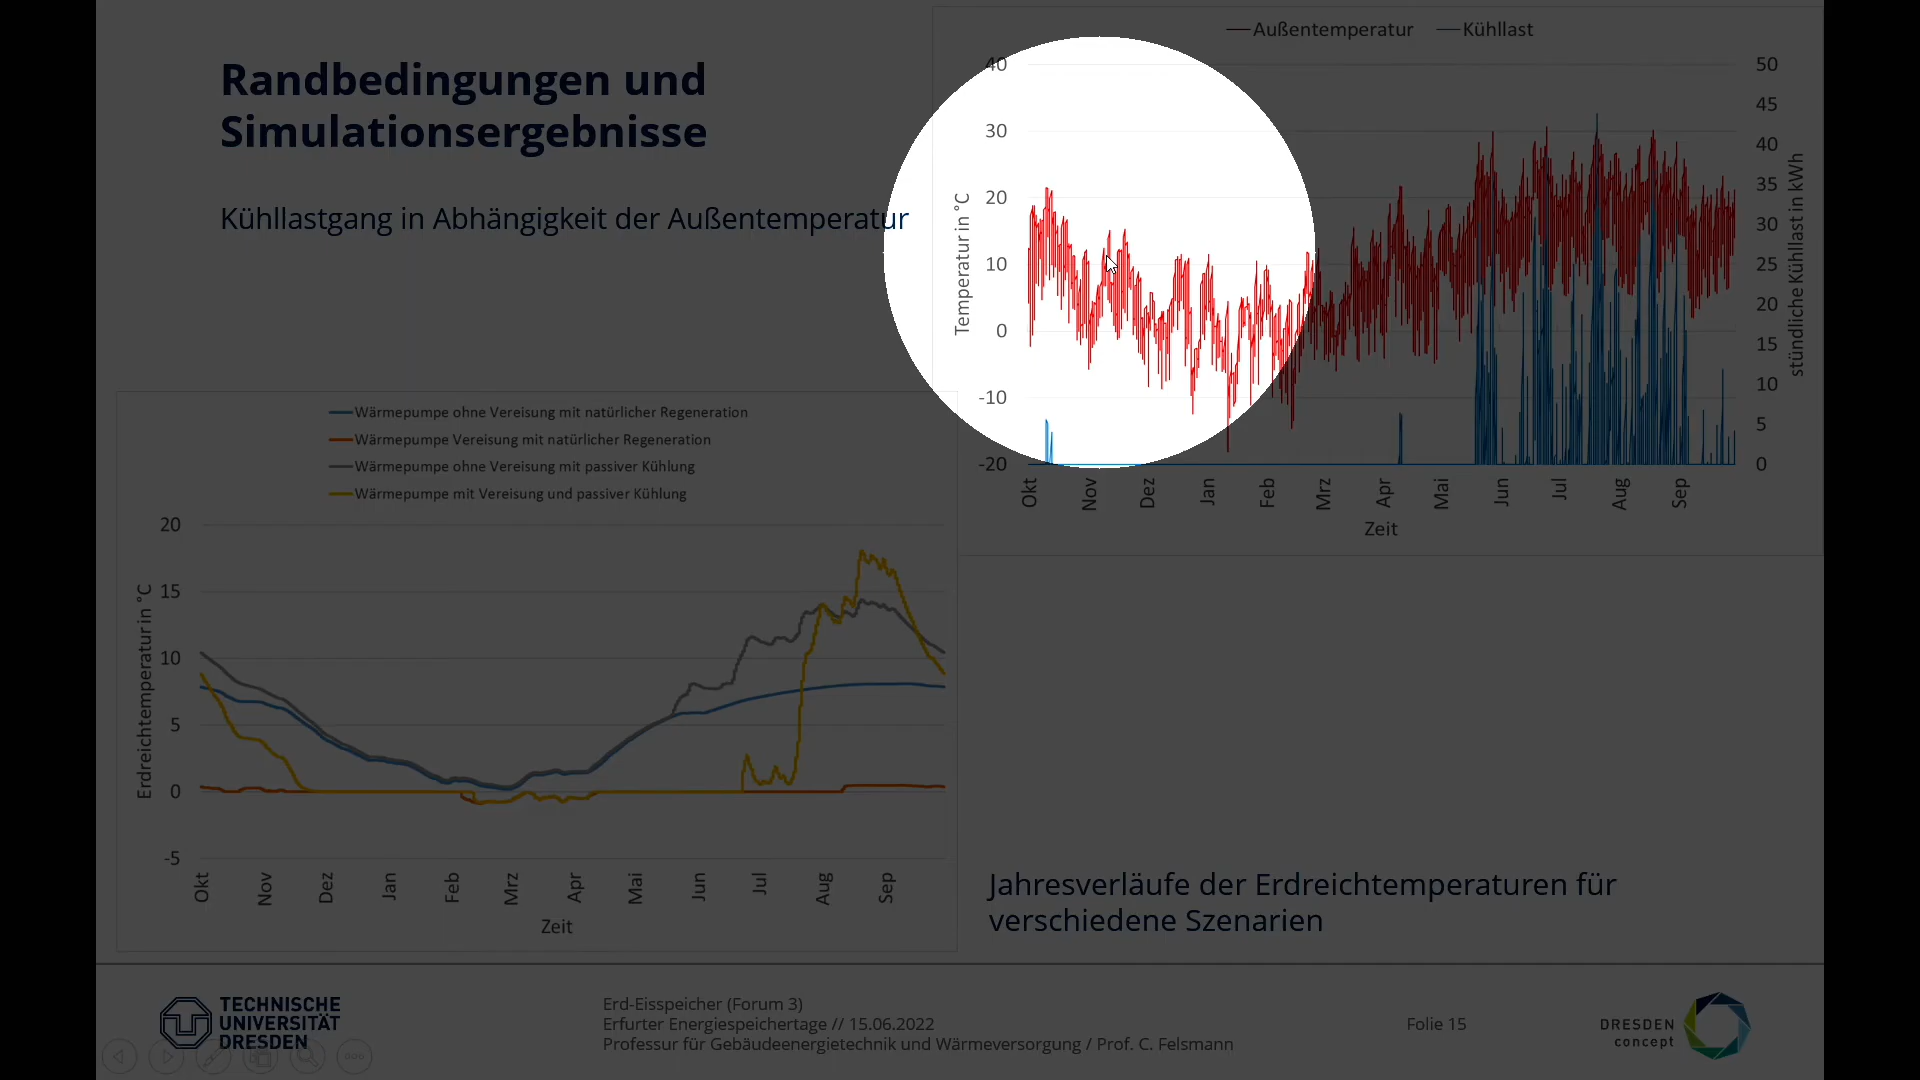 Randbedingungen und
Simulationsergebnisse
Kühllastgang in Abhängigkeit der Außentemperatur
Außentemperatur
Kühllast
40
30
20
10
0
-10
-20
Temperatur in °C
50
45
40
35
30
25
20
15
10
5
0
stündliche Kühllast in kWh
Okt
Nov
Dez
Jan
Feb
Mrz
Apr
Mai
Jun
Jul
Aug
Sep
Zeit
Wärmepumpe ohne Vereisung mit natürlicher Regeneration
Wärmepumpe Vereisung mit natürlicher Regeneration
Wärmepumpe ohne Vereisung mit passiver Kühlung
Wärmepumpe mit Vereisung und passiver Kühlung
20
15
10
5
0
-5
Erdreichtemperatur in °C
Okt
Nov
Dez
Jan
Feb
Mrz
Apr
Mai
Jun
Jul
Aug
Sep
Zeit
Jahresverläufe der Erdreichtemperaturen für
verschiedene Szenarien
TECHNISCHE
UNIVERSITÄT
DRESDEN
Erd-Eisspeicher (Forum 3)
Erfurter Energiespeichertage // 15.06.2022
Professur für Gebäudeenergietechnik und Wärmeversorgung / Prof. C. Felsmann
Folie 15
DRESDEN
concept